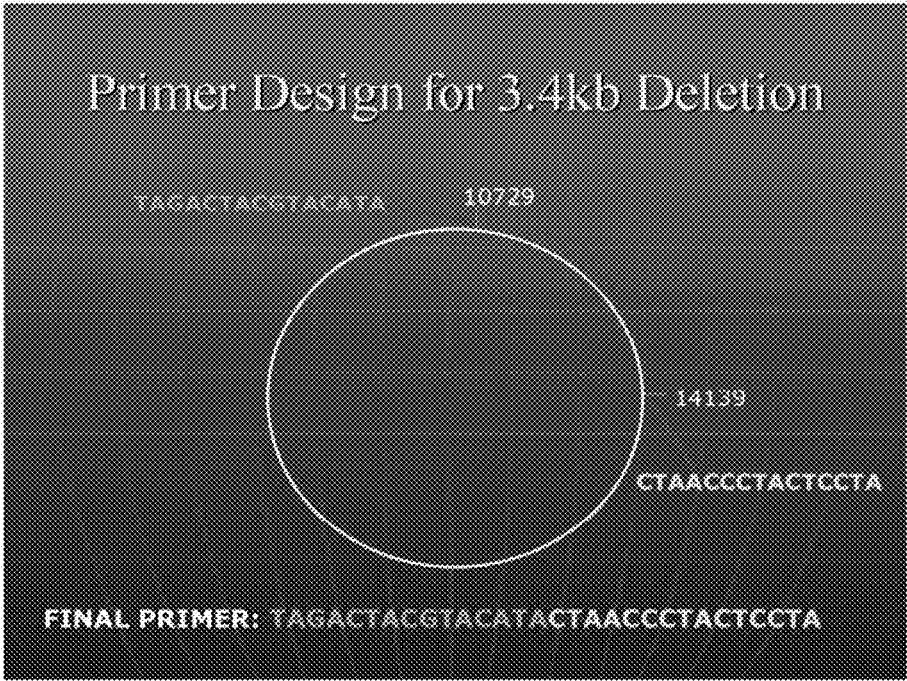 Primer Design for 3.4kb Deletion
TAGACTACGTACATA
10729
14139
CTAACCCTACTCCTA
FINAL PRIMER: TAGACTACGTACATACTAACCCTACTCCTA